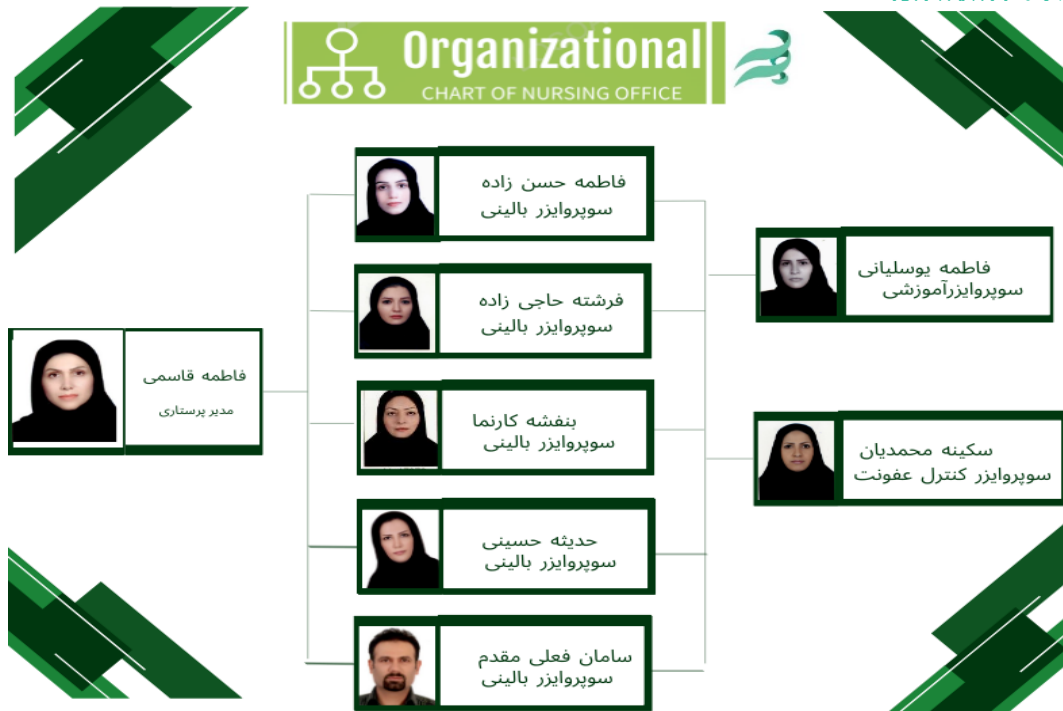 Organizational
CHART OF NURSING OFFICE
فاطمه قاسمی
مدیر پرستاری
فاطمه حسن زاده
سوپروایزر بالینی
فرشته حاجی زاده
سوپروایزر بالینی
بنفشه کارنما
سوپروایزر بالینی
حدیثه حسینی
سوپروایزر بالینی
سامان فعلی مقدم
سوپروایزر بالینی
فاطمه یوسلیانی
سوپروایزرآموزشی
سکینه محمدیان
سوپروایزر کنترل عفونت